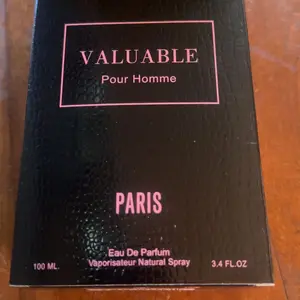 VALUABLE
Pour Homme
PARIS
Eau De Parfum
100 ML. Vaporisateur Natural Spray 3.4 FL.OZ